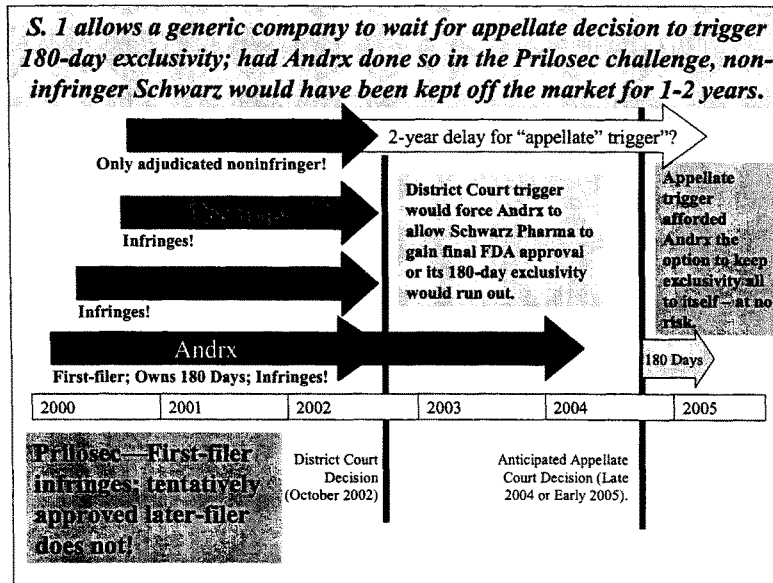 S. 1 allows a generic company to wait for appellate decision to trigger
180-day exclusivity; had Andrx done so in the Prilosec challenge, non-
infringer Schwarz would have been kept off the market for 1-2 years.
2-year delay for “appellate” trigger”?
Only adjudicated noninfringer!
Infringes!
Infringes!
Andrx
First-filer; Owns 180 Days; Infringes!
District Court trigger
would force Andrx to
allow Schwarz Pharma to
gain final FDA approval
or its 180-day exclusivity
would run out.
Appellate
trigger
afforded
Andrx the
option to keep
exclusivity all
to itself – at no
risk.
180 Days
2000 2001 2002 2003 2004 2005
Prilosec—First-filer
infringes; tentatively
approved later-filer
does not!
District Court
Decision
(October 2002)
Anticipated Appellate
Court Decision (Late
2004 or Early 2005).